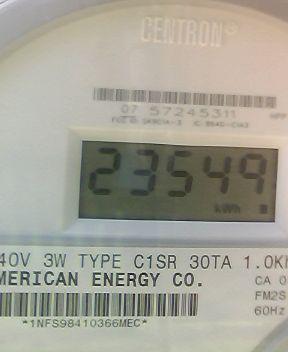 CENTRON®
07 57245311
23549
kWh
40V 3W TYPE C1SR 30TA 1.0K
MERICAN ENERGY CO.
CA 0
FM2S
60Hz
*1NFS98410366MEC*